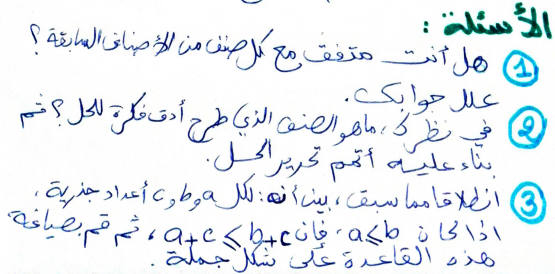 الأسئلة :
① هل أنت متفق مع كل صنف من الأصناف السابقة ؟
علل جوابك.
② في نظرك، ماهو الصنف الذي طرح أدق فكرة للحل ؟ ثم
بناء عليه أتمم تحرير الحل.
③ انطلاقا مما سبق، بين أنه: لكل a و b و c أعداد جذرية،
اذا كان a≤b، فإن a+c ≤ b+c، ثم قم بصياغة
هذه القاعدة على شكل جملة.